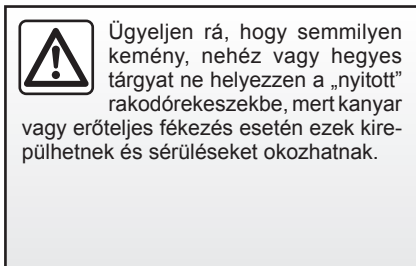 Ügyeljen rá, hogy semmilyen
kemény, nehéz vagy hegyes
tárgyat ne helyezzen a „nyitott”
rakodórekeszekbe, mert kanyar
vagy erőteljes fékezés esetén ezek kire-
pülhetnek és sérüléseket okozhatnak.